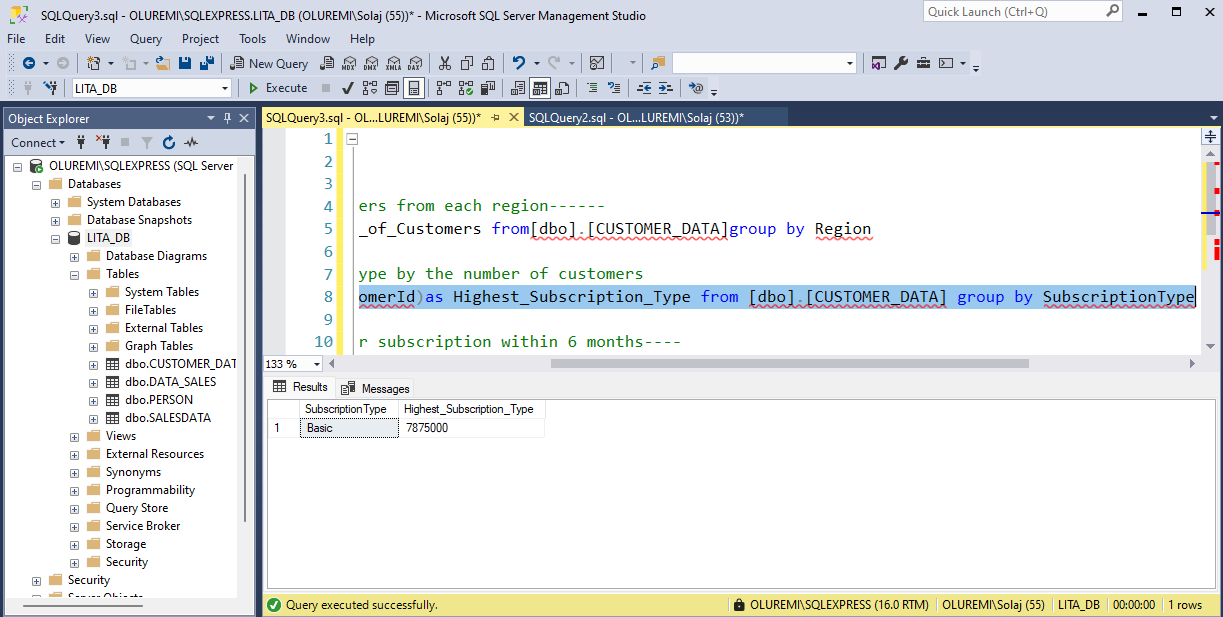 SQLQuery3.sql - OLUREMI\SQLEXPRESS.LITA_DB (OLUREMI\Solaj (55))* - Microsoft SQL Server Management Studio
Quick Launch (Ctrl+Q)
File Edit View Query Project Tools Window Help
New Query MDX DMX XMLA DAX
LITA_DB Execute
Object Explorer
SQLQuery3.sql - OL...LUREMI\Solaj (55))* SQLQuery2.sql - OL...LUREMI\Solaj (53))*
Connect
OLUREMI\SQLEXPRESS (SQL Server
Databases
System Databases
Database Snapshots
LITA_DB
Database Diagrams
Tables
System Tables
FileTables
External Tables
Graph Tables
dbo.CUSTOMER_DAT
dbo.DATA_SALES
dbo.PERSON
dbo.SALESDATA
Views
External Resources
Synonyms
Programmability
Query Store
Service Broker
Storage
Security
Security
Server Objects
1
2
3
4 ers from each region------
5 _of_Customers from[dbo].[CUSTOMER_DATA]group by Region
6
7 ype by the number of customers
8 omerId)as Highest_Subscription_Type from [dbo].[CUSTOMER_DATA] group by SubscriptionType
9
10 r subscription within 6 months----
133 %
Results Messages
SubscriptionType Highest_Subscription_Type
1 Basic 7875000
Query executed successfully. OLUREMI\SQLEXPRESS (16.0 RTM) OLUREMI\Solaj (55) LITA_DB 00:00:00 1 rows